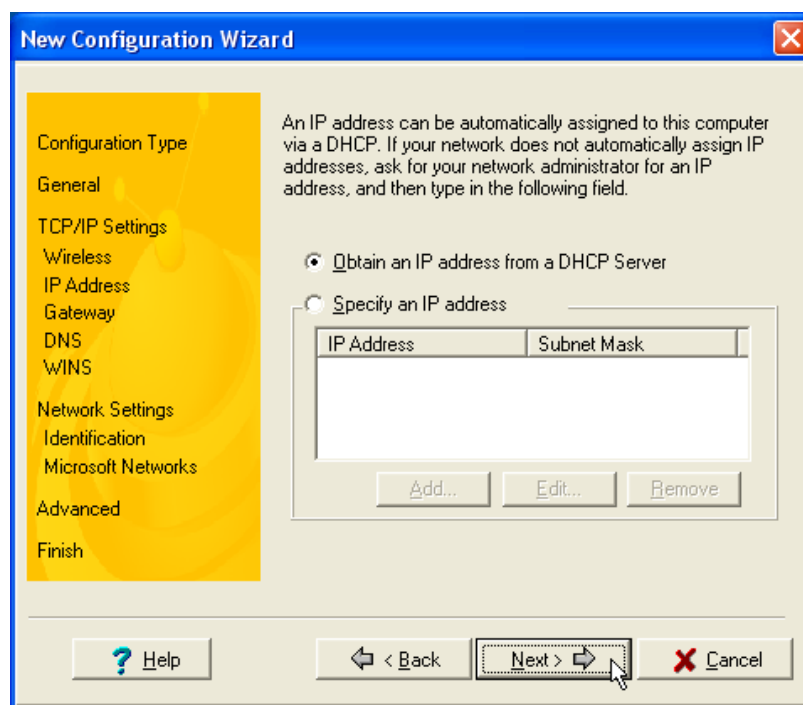 New Configuration Wizard
Configuration Type
General
TCP/IP Settings
Wireless
IP Address
Gateway
DNS
WINS
Network Settings
Identification
Microsoft Networks
Advanced
Finish
An IP address can be automatically assigned to this computer
via a DHCP. If your network does not automatically assign IP
addresses, ask for your network administrator for an IP
address, and then type in the following field.
Obtain an IP address from a DHCP Server
Specify an IP address
IP Address Subnet Mask
Add... Edit... Remove
? Help < Back Next > Cancel